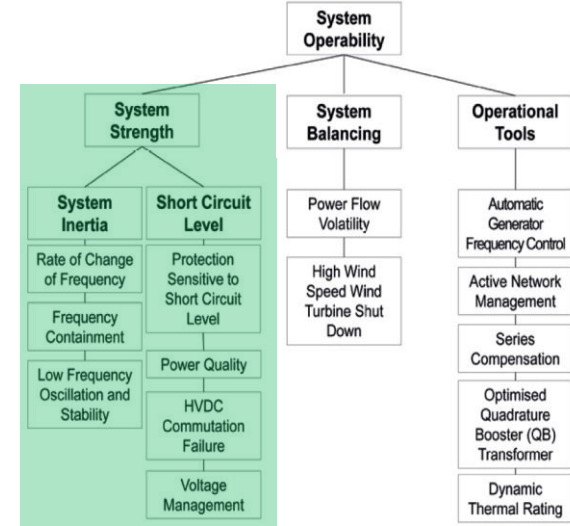 System
Operability
System
Strength
System
Balancing
Operational
Tools
System
Inertia
Rate of Change
of Frequency
Frequency
Containment
Low Frequency
Oscillation and
Stability
Short Circuit
Level
Protection
Sensitive to
Short Circuit
Level
Power Quality
HVDC
Commutation
Failure
Voltage
Management
Power Flow
Volatility
High Wind
Speed Wind
Turbine Shut
Down
Automatic
Generator
Frequency Control
Active Network
Management
Series
Compensation
Optimised
Quadrature
Booster (QB)
Transformer
Dynamic
Thermal Rating